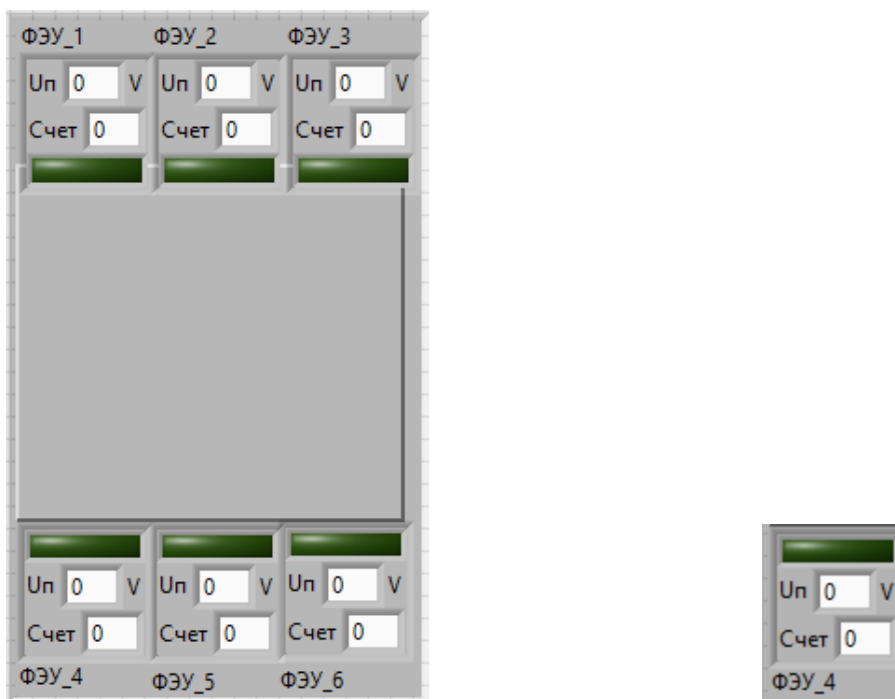 ФЭУ_1 ФЭУ_2 ФЭУ_3
Uп 0 V Uп 0 V Uп 0 V
Счет 0 Счет 0 Счет 0
Uп 0 V Uп 0 V Uп 0 V
Счет 0 Счет 0 Счет 0
ФЭУ_4 ФЭУ_5 ФЭУ_6
Uп 0 V
Счет 0
ФЭУ_4